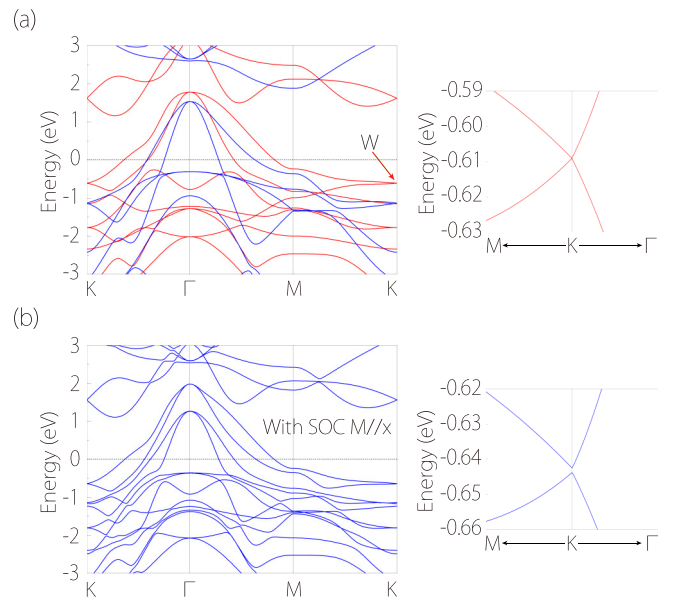 (a)
Energy (eV)
3
2
1
0
-1
-2
-3
K
Γ
M
K
W
Energy (eV)
-0.59
-0.60
-0.61
-0.62
-0.63
M
K
Γ
(b)
Energy (eV)
3
2
1
0
-1
-2
-3
K
Γ
M
K
With SOC M//x
Energy (eV)
-0.62
-0.63
-0.64
-0.65
-0.66
M
K
Γ